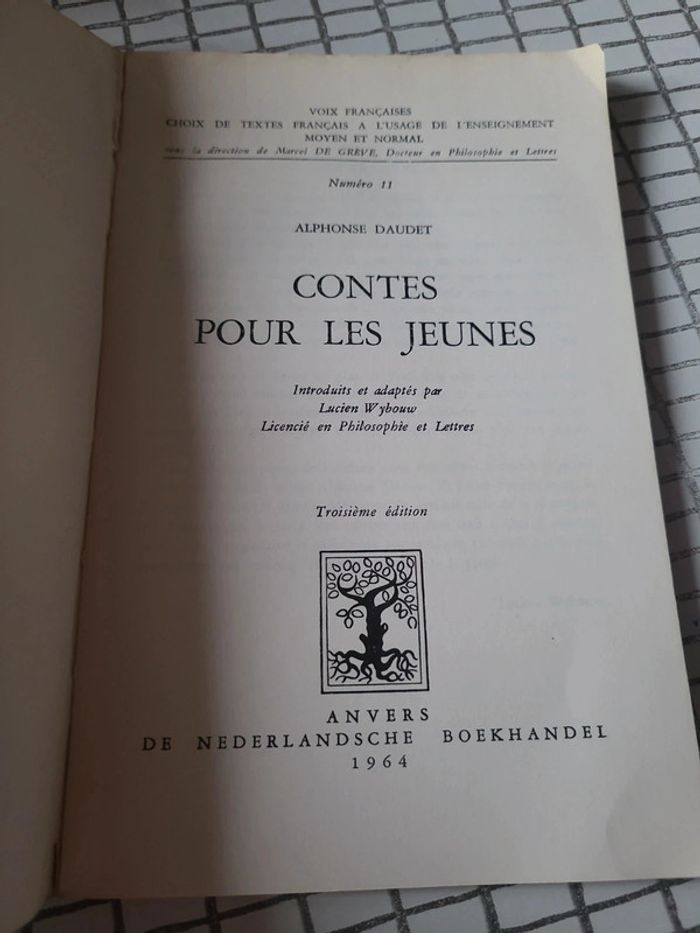 VOIX FRANÇAISES
CHOIX DE TEXTES FRANÇAIS A L'USAGE DE L'ENSEIGNEMENT
MOYEN ET NORMAL
sous la direction de Marcel DE GRÈVE, Docteur en Philosophie et Lettres
Numéro 11
ALPHONSE DAUDET
CONTES
POUR LES JEUNES
Introduits et adaptés par
Lucien Wybouw
Licencié en Philosophie et Lettres
Troisième édition
ANVERS
DE NEDERLANDSCHE BOEKHANDEL
1964